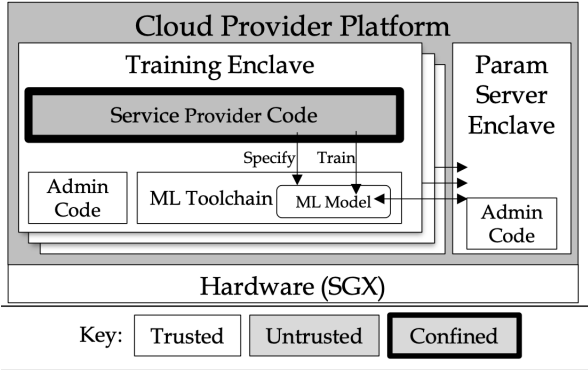 Cloud Provider Platform
Training Enclave
Service Provider Code
Specify Train
Admin
Code
ML Toolchain
ML Model
Param
Server
Enclave
Admin
Code
Hardware (SGX)
Key: Trusted Untrusted Confined